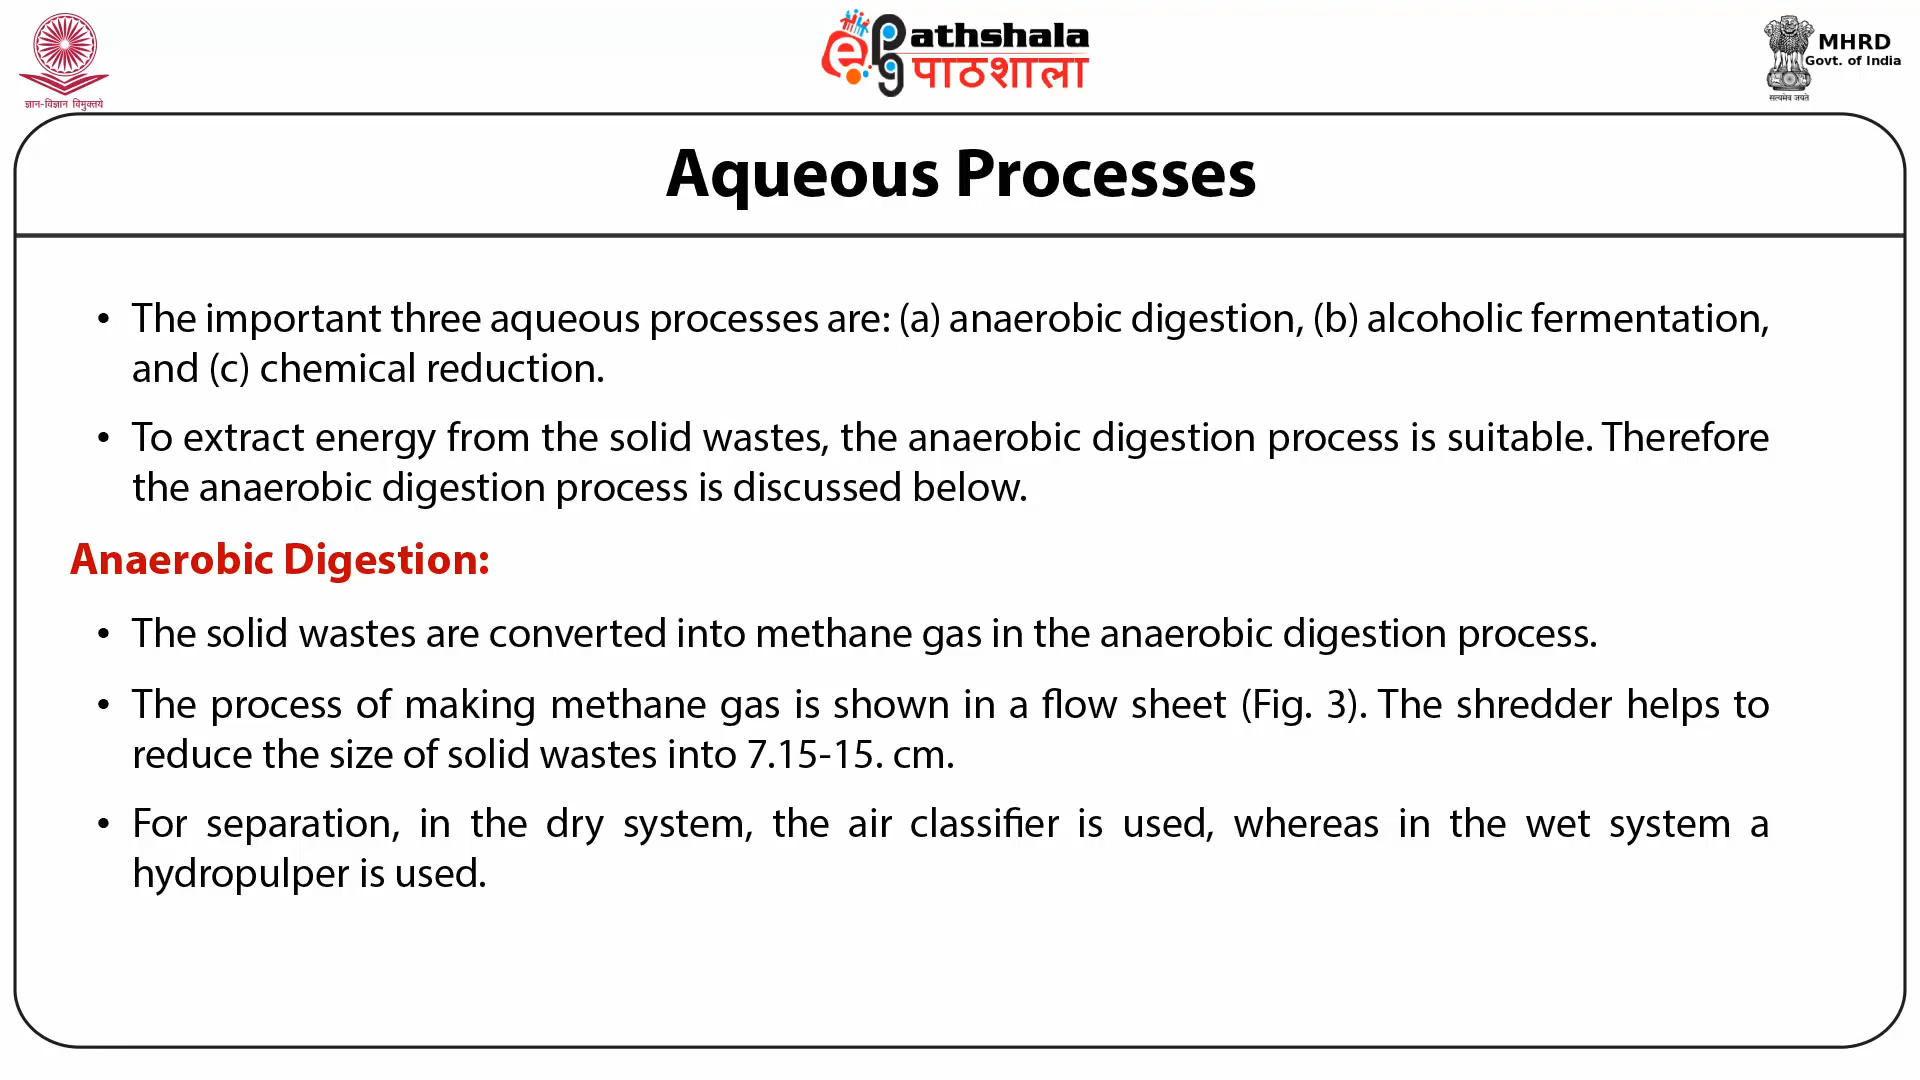 ज्ञान-विज्ञान विमुक्तये
e Pathshala
पाठशाला
MHRD
Govt. of India
सत्यमेव जयते
Aqueous Processes
• The important three aqueous processes are: (a) anaerobic digestion, (b) alcoholic fermentation,
and (c) chemical reduction.
• To extract energy from the solid wastes, the anaerobic digestion process is suitable. Therefore
the anaerobic digestion process is discussed below.
Anaerobic Digestion:
• The solid wastes are converted into methane gas in the anaerobic digestion process.
• The process of making methane gas is shown in a flow sheet (Fig. 3). The shredder helps to
reduce the size of solid wastes into 7.15-15. cm.
• For separation, in the dry system, the air classifier is used, whereas in the wet system a
hydropulper is used.